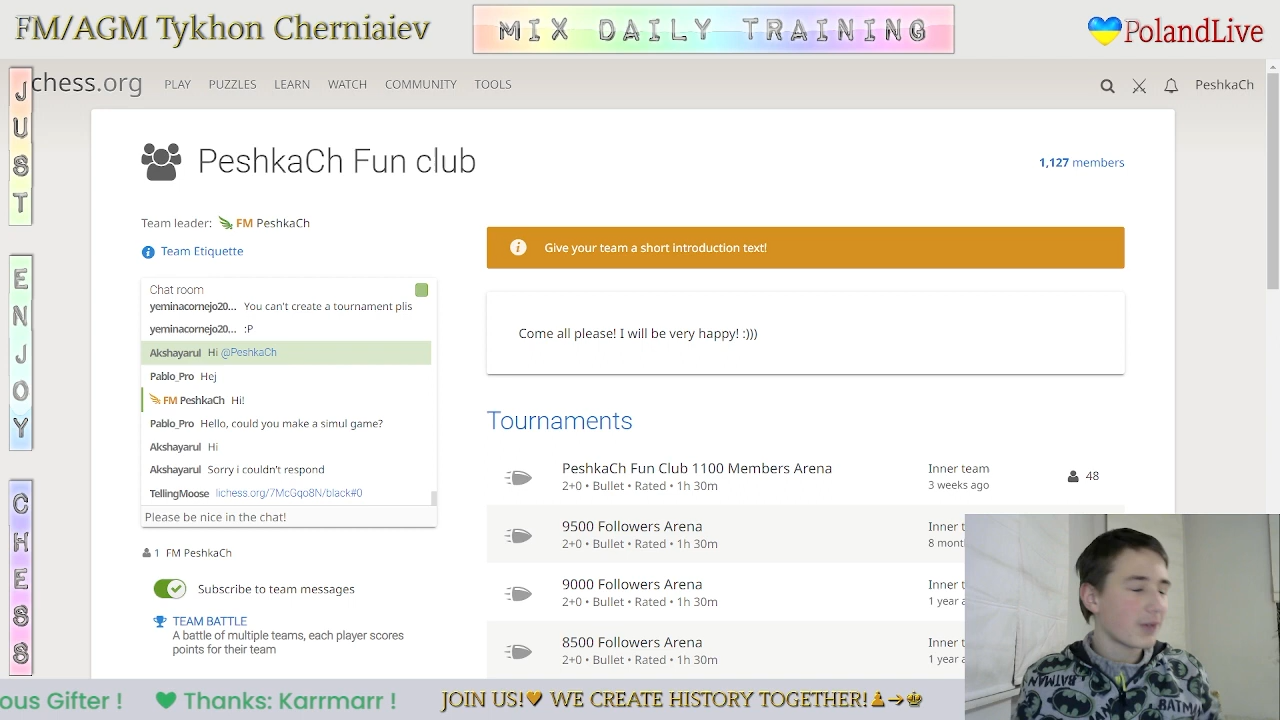 FM/AGM Tykhon Cherniaiev
MIX DAILY TRAINING
PolandLive
JUST
ENJOY
CHESS
chess.org
PLAY
PUZZLES
LEARN
WATCH
COMMUNITY
TOOLS
PeshkaCh
PeshkaCh Fun club
1,127 members
Team leader: FM PeshkaCh
Team Etiquette
Chat room
yeminacornejo20... You can't create a tournament plis
yeminacornejo20... :P
Akshayarul Hi @PeshkaCh
Pablo_Pro Hej
FM PeshkaCh Hi!
Pablo_Pro Hello, could you make a simul game?
Akshayarul Hi
Akshayarul Sorry i couldn't respond
TellingMoose lichess.org/7McGqo8N/black#0
Please be nice in the chat!
1 FM PeshkaCh
Subscribe to team messages
TEAM BATTLE
A battle of multiple teams, each player scores
points for their team
Give your team a short introduction text!
Come all please! I will be very happy! :)))
Tournaments
PeshkaCh Fun Club 1100 Members Arena
2+0 • Bullet • Rated • 1h 30m
Inner team
3 weeks ago
48
9500 Followers Arena
2+0 • Bullet • Rated • 1h 30m
Inner t
8 mont
9000 Followers Arena
2+0 • Bullet • Rated • 1h 30m
Inner t
1 year a
8500 Followers Arena
2+0 • Bullet • Rated • 1h 30m
Inner t
1 year a
BATMAN
BATM
ous Gifter !
Thanks: Karrmarr !
JOIN US!🧡 WE CREATE HISTORY TOGETHER!♟➔♚